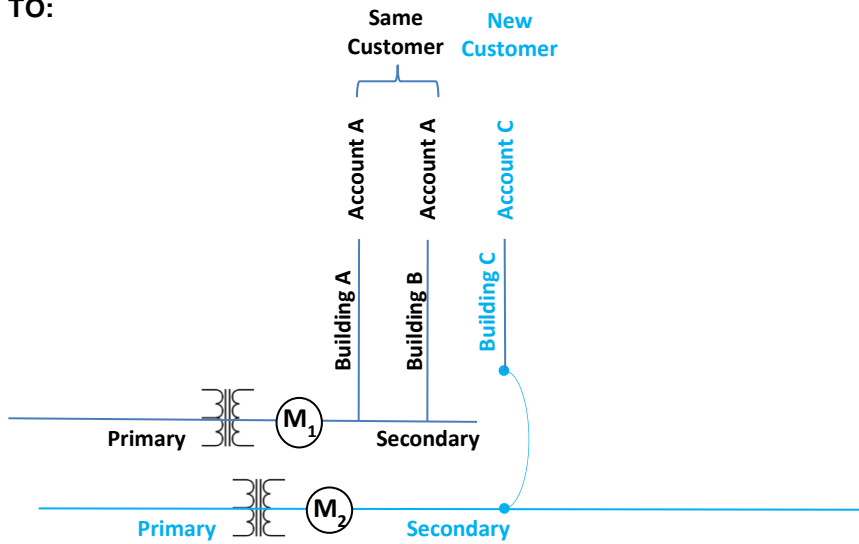 TO:
Same
Customer
New
Customer
Account A
Account A
Account C
Building A
Building B
Building C
M1
Primary
Secondary
M2
Primary
Secondary